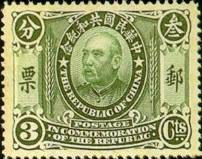 中華民國共和紀念
分
叁
票
郵
THE REPUBLIC OF CHINA
POSTAGE
3
IN COMMEMORATION
Cts
OF THE REPUBLIC